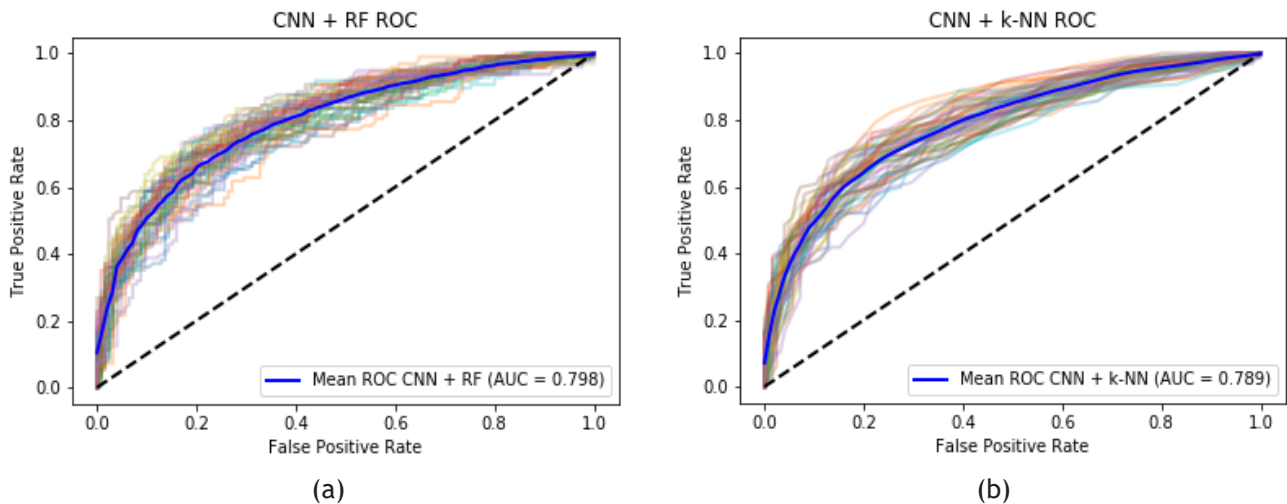 CNN + RF ROC
1.0
0.8
0.6
0.4
0.2
0.0
True Positive Rate
Mean ROC CNN + RF (AUC = 0.798)
0.0 0.2 0.4 0.6 0.8 1.0
False Positive Rate
(a)
CNN + k-NN ROC
1.0
0.8
0.6
0.4
0.2
0.0
True Positive Rate
Mean ROC CNN + k-NN (AUC = 0.789)
0.0 0.2 0.4 0.6 0.8 1.0
False Positive Rate
(b)